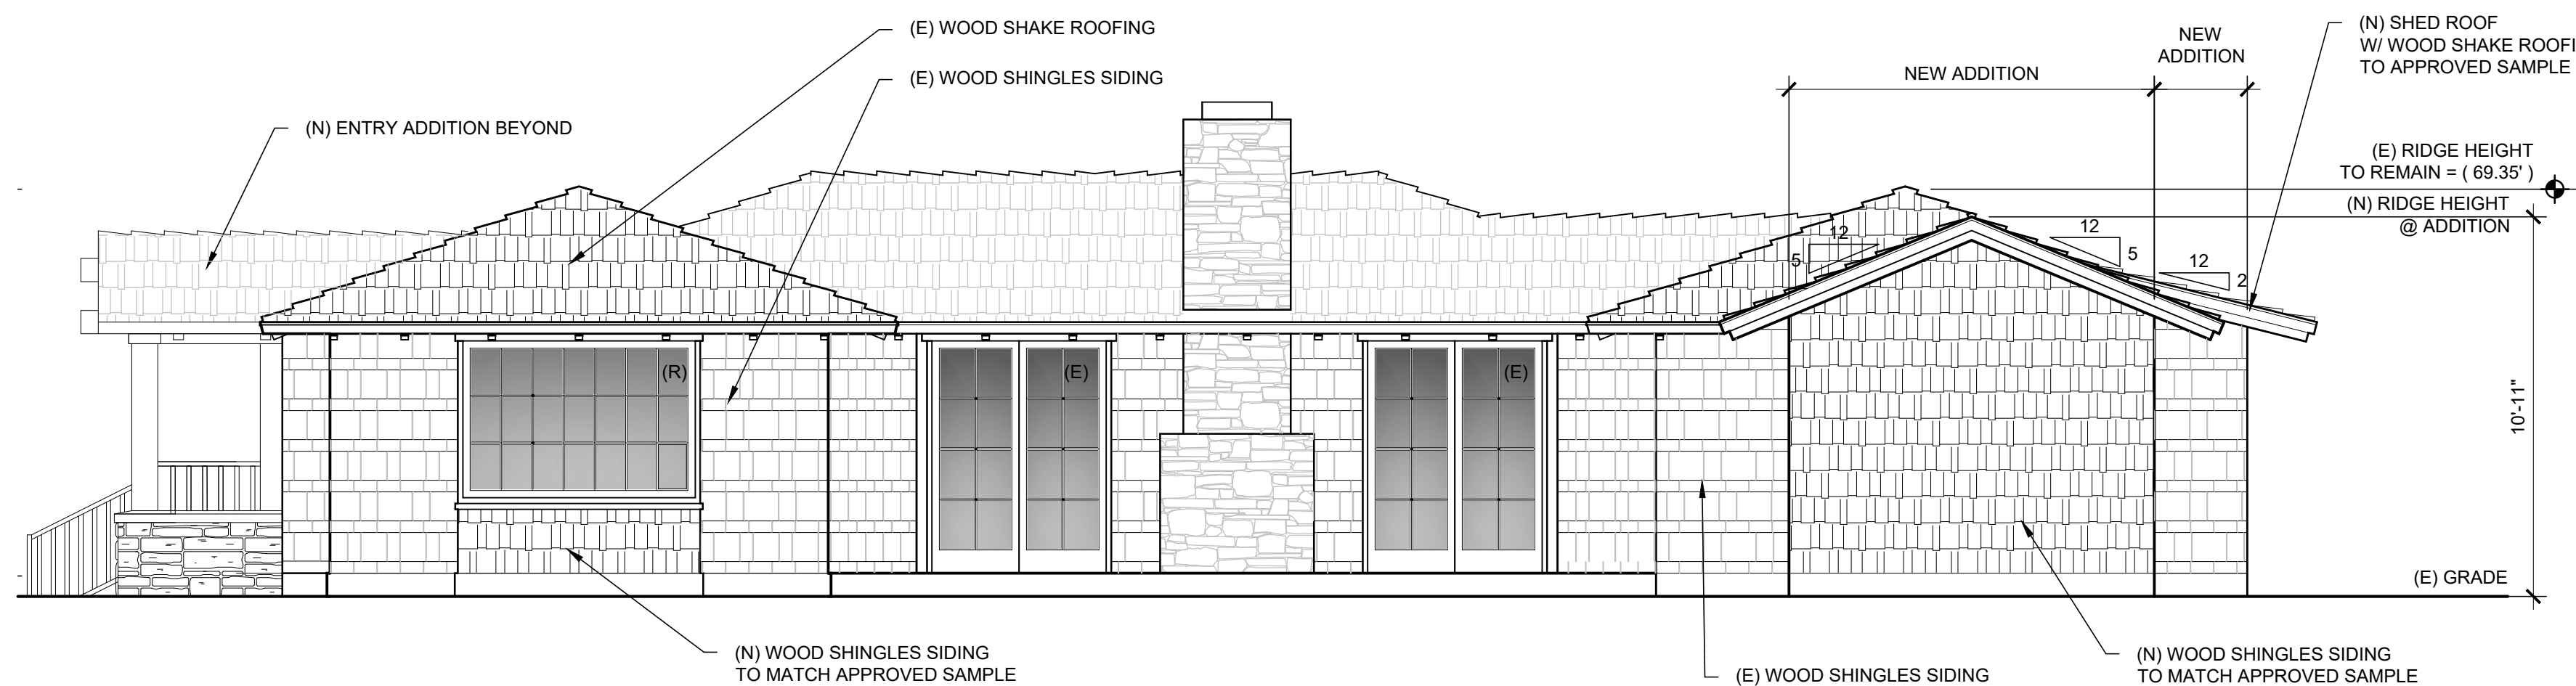 (E) WOOD SHAKE ROOFING
(E) WOOD SHINGLES SIDING
(N) ENTRY ADDITION BEYOND
NEW ADDITION
NEW
ADDITION
(N) SHED ROOF
W/ WOOD SHAKE ROOFI
TO APPROVED SAMPLE
(E) RIDGE HEIGHT
TO REMAIN = ( 69.35' )
(N) RIDGE HEIGHT
@ ADDITION
12
5
12
5
12
2
(R)
(E)
(E)
10'-11"
(E) GRADE
(N) WOOD SHINGLES SIDING
TO MATCH APPROVED SAMPLE
(E) WOOD SHINGLES SIDING
(N) WOOD SHINGLES SIDING
TO MATCH APPROVED SAMPLE